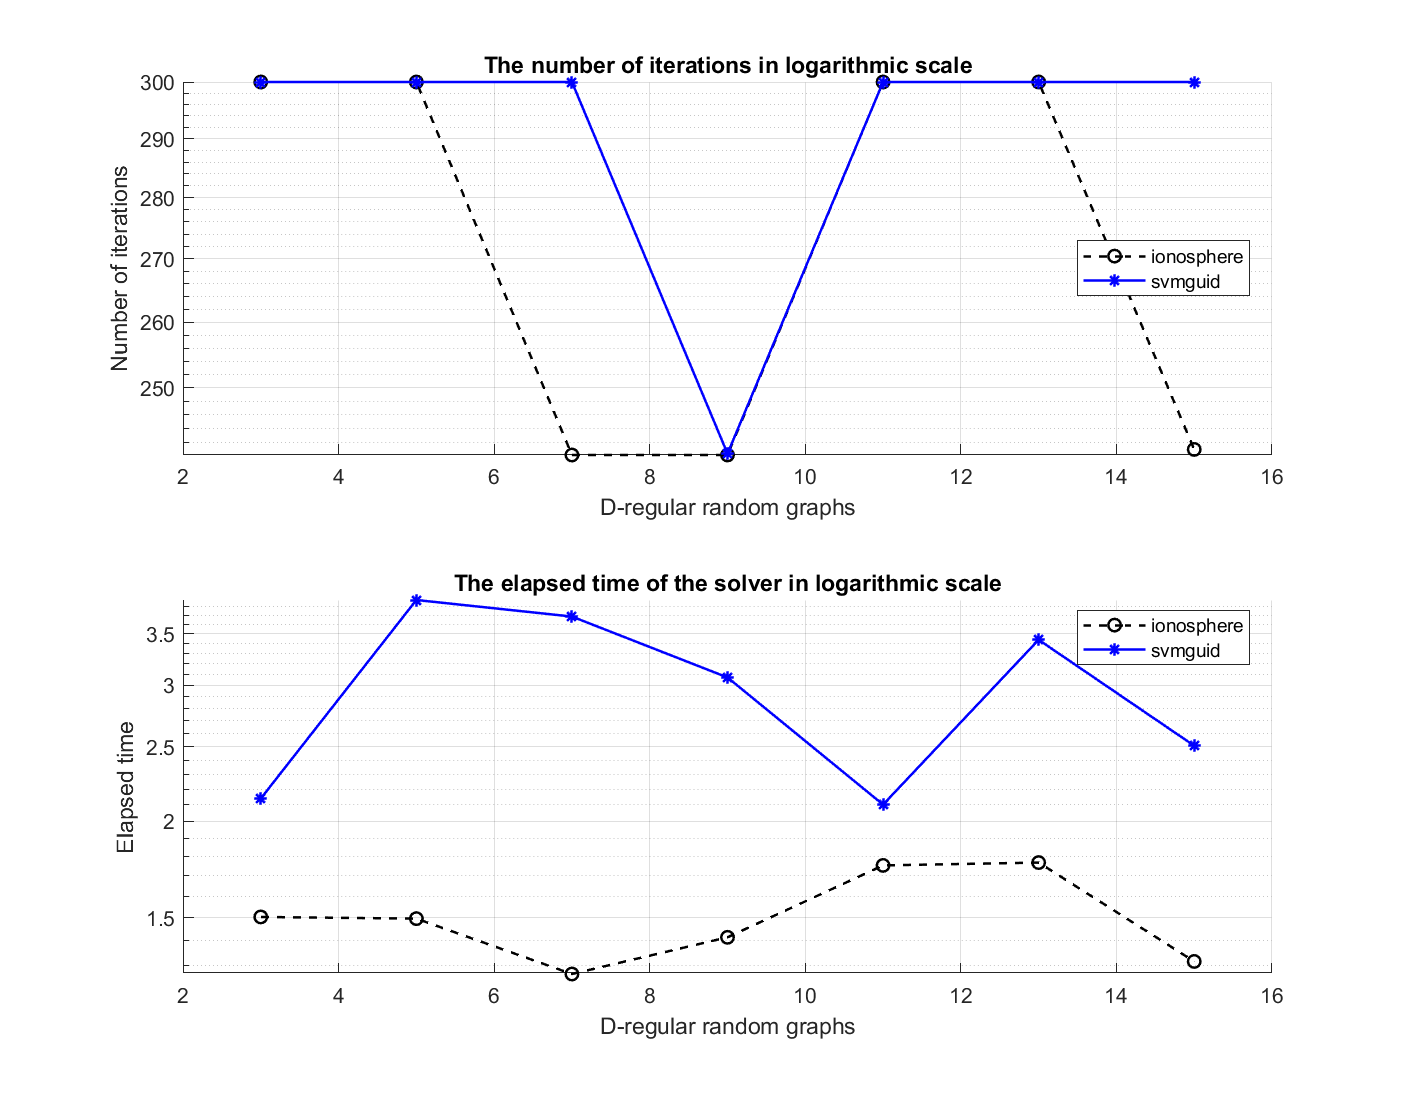 The number of iterations in logarithmic scale
300
290
280
270
260
250
Number of iterations
ionosphere
svmguid
2 4 6 8 10 12 14 16
D-regular random graphs
The elapsed time of the solver in logarithmic scale
3.5
3
2.5
2
1.5
Elapsed time
ionosphere
svmguid
2 4 6 8 10 12 14 16
D-regular random graphs